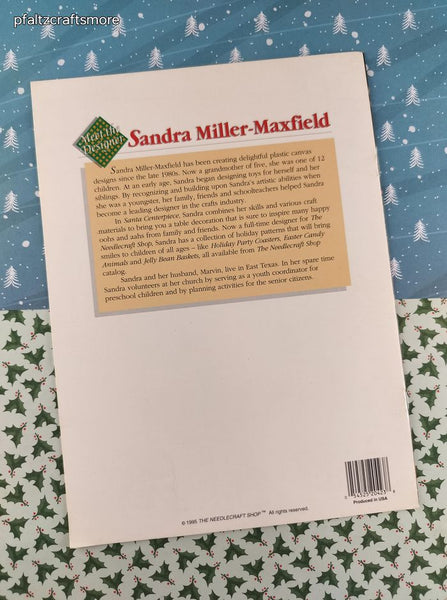 pfaltzcraftsmore
Meet the
Designer
Sandra Miller-Maxfield
Sandra Miller-Maxfield has been creating delightful plastic canvas
designs since the late 1980s. Now a grandmother of five, she was one of 12
children. At an early age, Sandra began designing toys for herself and her
siblings. By recognizing and building upon Sandra's artistic abilities when
she was a youngster, her family, friends and schoolteachers helped Sandra
become a leading designer in the crafts industry.
In Santa Centerpiece, Sandra combines her skills and various craft
materials to bring you a table decoration that is sure to inspire many happy
oohs and aahs from family and friends. Now a full-time designer for The
Needlecraft Shop, Sandra has a collection of holiday patterns that will bring
smiles to children of all ages – like Holiday Party Coasters, Easter Candy
Animals and Jelly Bean Baskets, all available from The Needlecraft Shop
catalog.
Sandra and her husband, Marvin, live in East Texas. In her spare time
Sandra volunteers at her church by serving as a youth coordinator for
preschool children and by planning activities for the senior citizens.
Produced in USA
© 1995 THE NEEDLECRAFT SHOP™ All rights reserved.